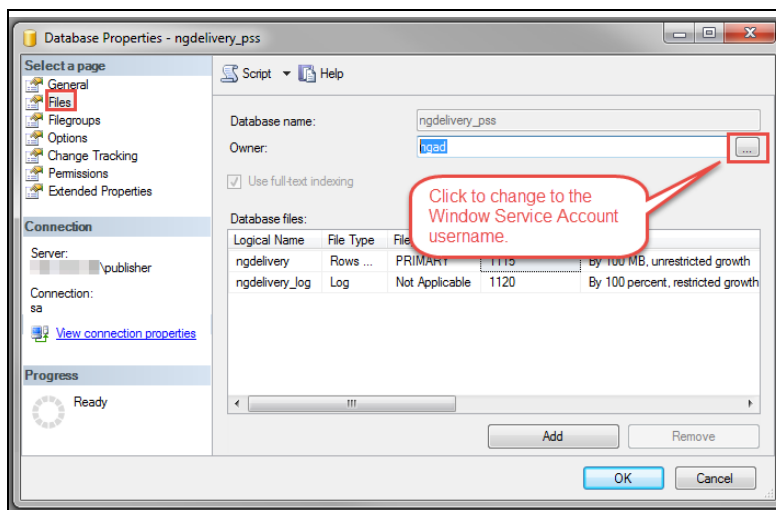 Database Properties - ngdelivery_pss
Select a page
General
Files
Filegroups
Options
Change Tracking
Permissions
Extended Properties
Script
Help
Database name:
ngdelivery_pss
Owner:
ngad
...
Use full-text indexing
Click to change to the
Window Service Account
username.
Database files:
Logical Name File Type File
ngdelivery Rows ... PRIMARY 1115 By 100 MB, unrestricted growth
ngdelivery_log Log Not Applicable 1120 By 100 percent, restricted growth
Connection
Server:
\publisher
Connection:
sa
View connection properties
Progress
Ready
Add
Remove
OK
Cancel